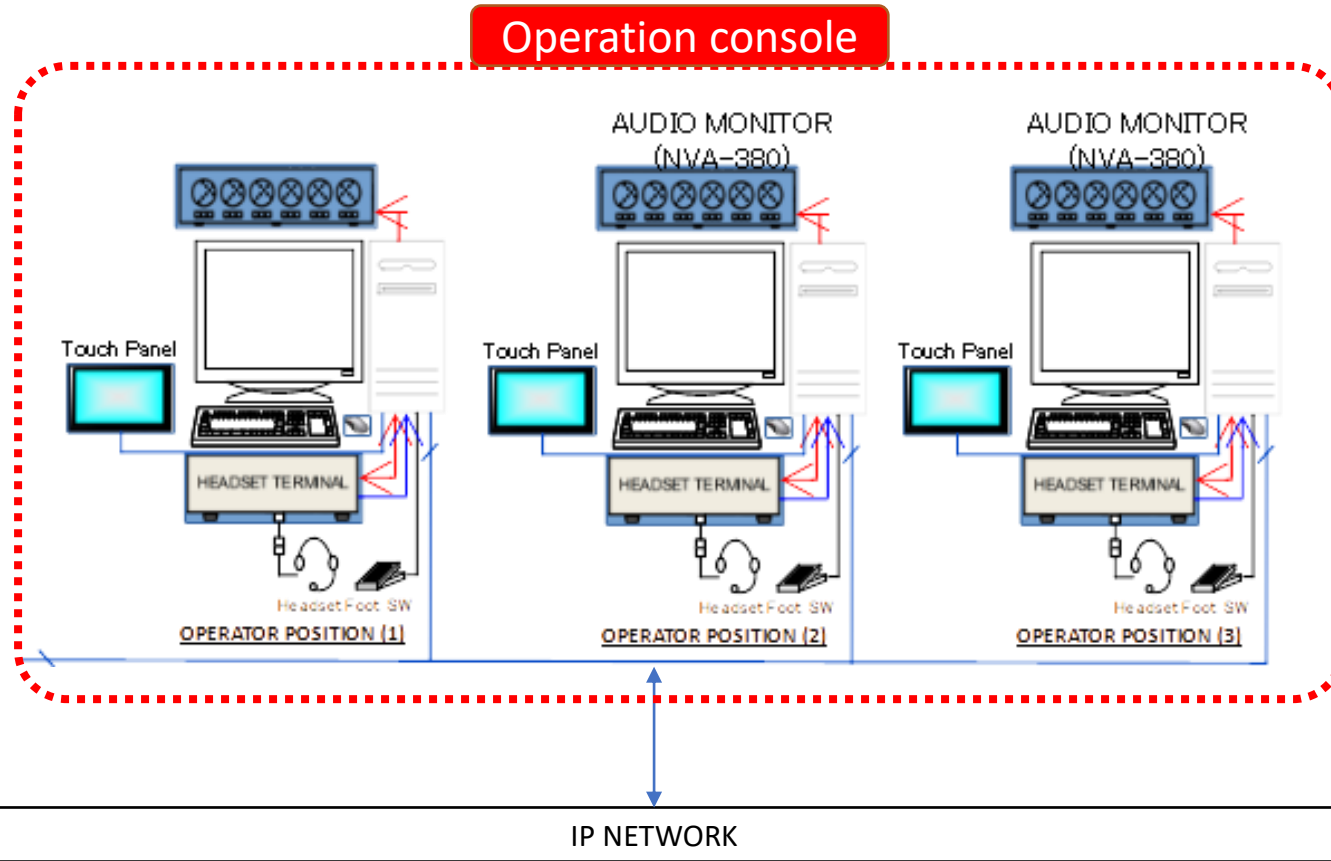 Operation console
AUDIO MONITOR
(NVA-380)
AUDIO MONITOR
(NVA-380)
Touch Panel
Touch Panel
Touch Panel
HEADSET TERMINAL
HEADSET TERMINAL
HEADSET TERMINAL
Headset Foot SW
Headset Foot SW
Headset Foot SW
OPERATOR POSITION (1)
OPERATOR POSITION (2)
OPERATOR POSITION (3)
IP NETWORK